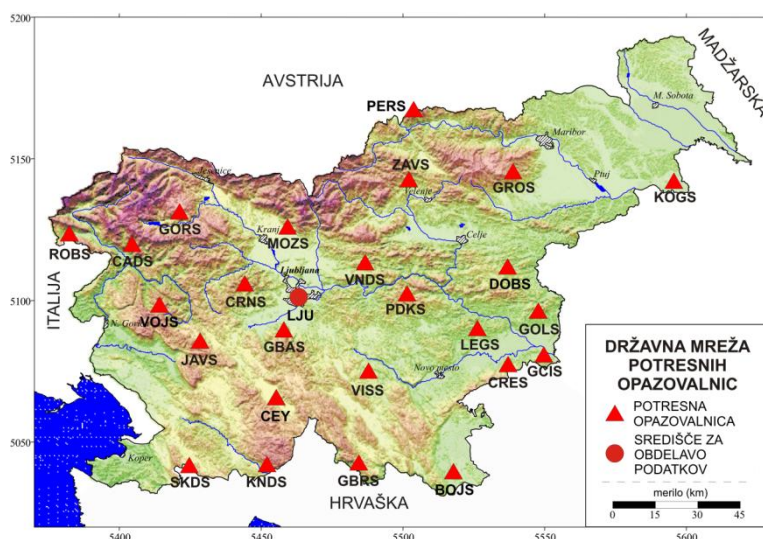 5200
AVSTRIJA
MADŽARSKA
PERS
M. Sobota
Maribor
5150
ZAVS
Jesenice
Velenje
GROS
Ptuj
KOGS
GORS
Kranj
MOZS
Celje
ROBS
CADS
VNDS
DOBS
Ljubljana
ITALIJA
CRNS
PDKS
5100
VOJS
LJU
GOLS
N. Gorica
GBAS
LEGS
JAVS
GCIS
Novo mesto
CRES
VISS
CEY
5050
Koper
SKDS
KNDS
GBRS
BOJS
HRVAŠKA
DRŽAVNA MREŽA
POTRESNIH
OPAZOVALNIC
POTRESNA
OPAZOVALNICA
SREDIŠČE ZA
OBDELAVO
PODATKOV
merilo (km)
0 15 30 45
5400 5450 5500 5550 5600